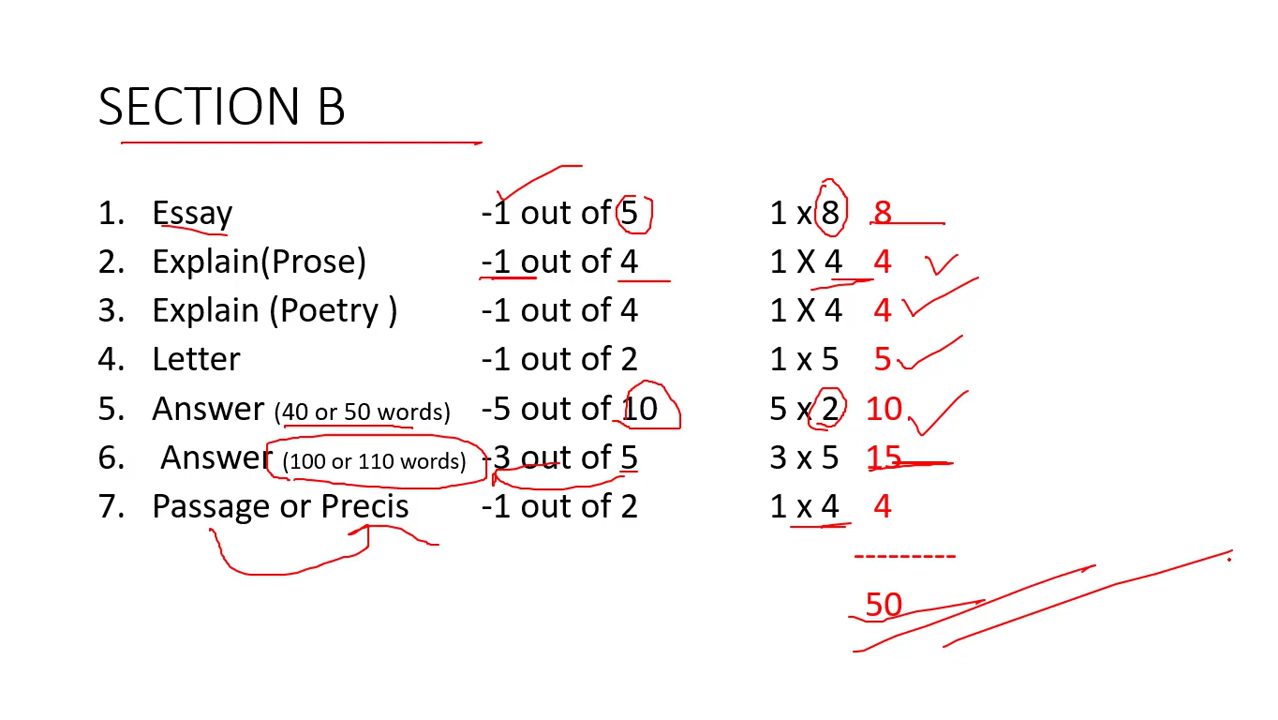 SECTION B
1. Essay -1 out of 5 1 x 8 8
2. Explain(Prose) -1 out of 4 1 X 4 4
3. Explain (Poetry ) -1 out of 4 1 X 4 4
4. Letter -1 out of 2 1 x 5 5
5. Answer (40 or 50 words) -5 out of 10 5 x 2 10
6. Answer (100 or 110 words) -3 out of 5 3 x 5 15
7. Passage or Precis -1 out of 2 1 x 4 4
---------
50